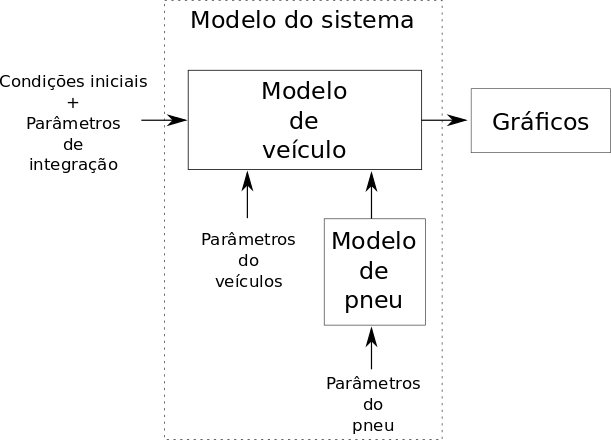 Modelo do sistema
Condições iniciais
+
Parâmetros
de
integração
Modelo
de
veículo
Gráficos
Parâmetros
do
veículos
Modelo
de
pneu
Parâmetros
do
pneu